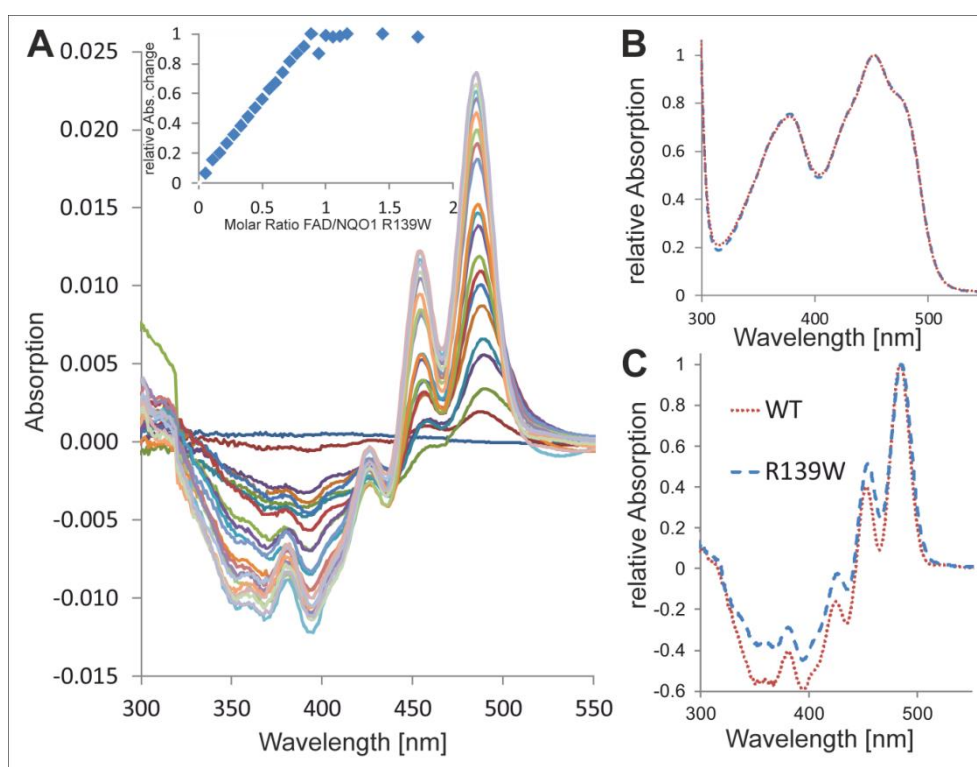 A
0.025
0.020
0.015
0.010
0.005
0.000
-0.005
-0.010
-0.015
Absorption
300 350 400 450 500 550
Wavelength [nm]
1
0.8
0.6
0.4
0.2
0
relative Abs. change
0 0.5 1 1.5 2
Molar Ratio FAD/NQO1 R139W
B
1
0.8
0.6
0.4
0.2
0
relative Absorption
300 400 500
Wavelength [nm]
C
1
0.8
0.6
0.4
0.2
0
-0.2
-0.4
-0.6
relative Absorption
WT
R139W
300 400 500
Wavelength [nm]